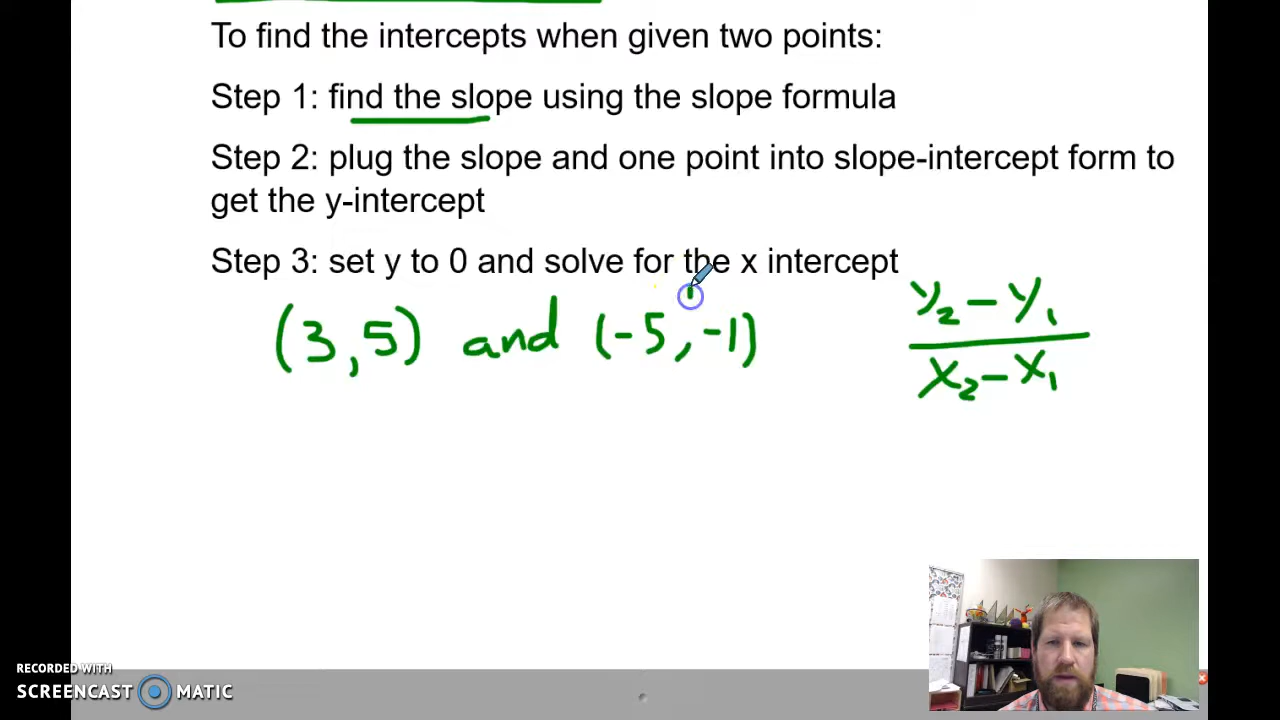 To find the intercepts when given two points:
Step 1: find the slope using the slope formula
Step 2: plug the slope and one point into slope-intercept form to
get the y-intercept
Step 3: set y to 0 and solve for the x intercept
(3,5) and (-5,-1)
y₂-y₁
x₂-x₁
RECORDED WITH
SCREENCAST MATIC